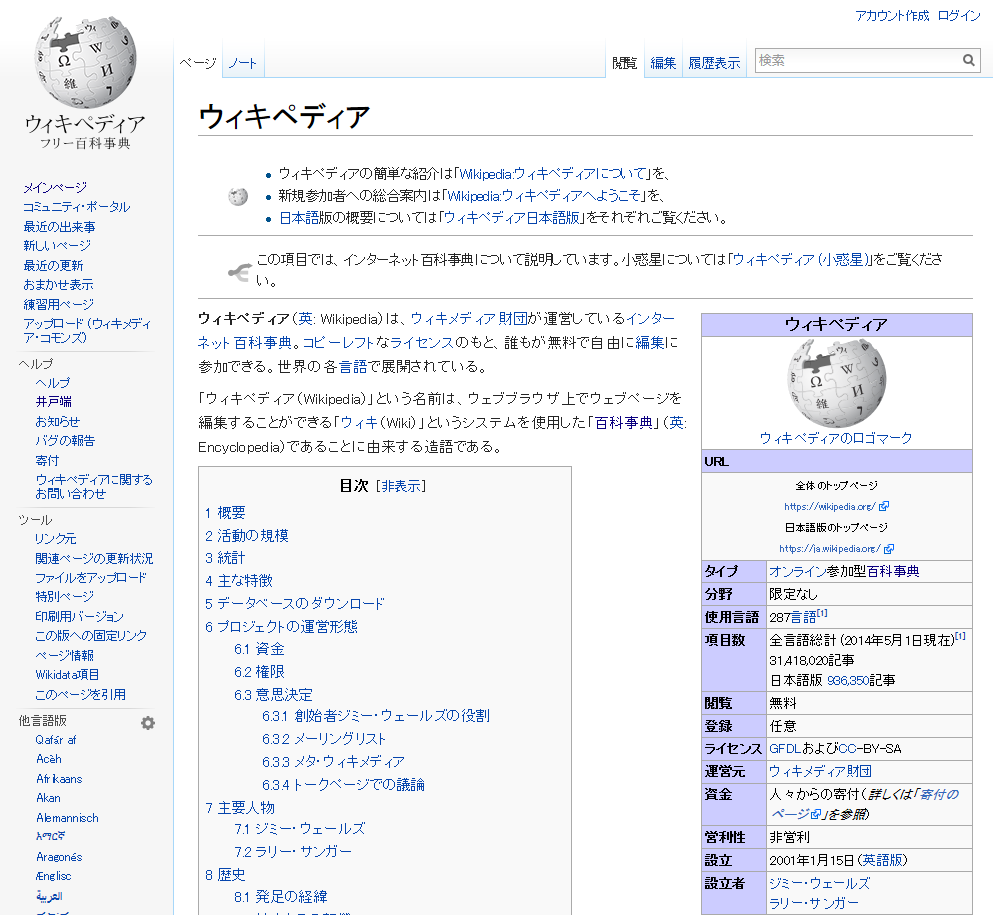 アカウント作成 ログイン
ページ ノート 閲覧 編集 履歴表示 検索
ウィキペディア
フリー百科事典
メインページ
コミュニティ・ポータル
最近の出来事
新しいページ
最近の更新
おまかせ表示
練習用ページ
アップロード (ウィキメディ
ア・コモンズ)
ヘルプ
ヘルプ
井戸端
お知らせ
バグの報告
寄付
ウィキペディアに関する
お問い合わせ
ツール
リンク元
関連ページの更新状況
ファイルをアップロード
特別ページ
印刷用バージョン
この版への固定リンク
ページ情報
Wikidata項目
このページを引用
他言語版
Qafár af
Acèh
Afrikaans
Akan
Alemannisch
አማርኛ
Aragonés
Ænglisc
العربية
ウィキペディア
ウィキペディアの簡単な紹介は「Wikipedia:ウィキペディアについて」を、
新規参加者への総合案内は「Wikipedia:ウィキペディアへようこそ」を、
日本語版の概要については「ウィキペディア日本語版」をそれぞれご覧ください。
この項目では、インターネット百科事典について説明しています。小惑星については「ウィキペディア (小惑星)」をご覧くださ
い。
ウィキペディア（英: Wikipedia）は、ウィキメディア財団が運営しているインター
ネット百科事典。コピーレフトなライセンスのもと、誰もが無料で自由に編集に
参加できる。世界の各言語で展開されている。
「ウィキペディア（Wikipedia）」という名前は、ウェブブラウザ上でウェブページを
編集することができる「ウィキ（Wiki）」というシステムを使用した「百科事典」（英:
Encyclopedia）であることに由来する造語である。
目次 [非表示]
1 概要
2 活動の規模
3 統計
4 主な特徴
5 データベースのダウンロード
6 プロジェクトの運営形態
6.1 資金
6.2 権限
6.3 意思決定
6.3.1 創始者ジミー・ウェールズの役割
6.3.2 メーリングリスト
6.3.3 メタ・ウィキメディア
6.3.4 トークページでの議論
7 主要人物
7.1 ジミー・ウェールズ
7.2 ラリー・サンガー
8 歴史
8.1 発足の経緯
ウィキペディア
ウィキペディアのロゴマーク
URL
全体のトップページ
https://wikipedia.org/
日本語版のトップページ
https://ja.wikipedia.org/
タイプ オンライン参加型百科事典
分野 限定なし
使用言語 287言語[1]
項目数 全言語総計 (2014年5月1日現在)[1]
31,418,020記事
日本語版 936,350記事
閲覧 無料
登録 任意
ライセンス GFDLおよびCC-BY-SA
運営元 ウィキメディア財団
資金 人々からの寄付（詳しくは「寄付の
ページ」を参照）
営利性 非営利
設立 2001年1月15日（英語版）
設立者 ジミー・ウェールズ
ラリー・サンガー